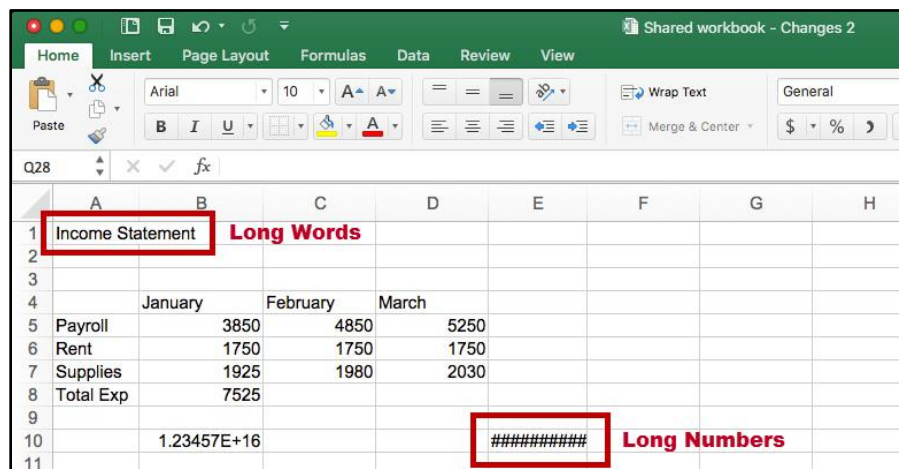 Shared workbook - Changes 2
Home Insert Page Layout Formulas Data Review View
Paste
Arial 10 A A
B I U A
Wrap Text
Merge & Center
General
$ %
Q28 fx
A B C D E F G H
1 Income Statement Long Words
2
3
4 January February March
5 Payroll 3850 4850 5250
6 Rent 1750 1750 1750
7 Supplies 1925 1980 2030
8 Total Exp 7525
9
10 1.23457E+16 ########## Long Numbers
11